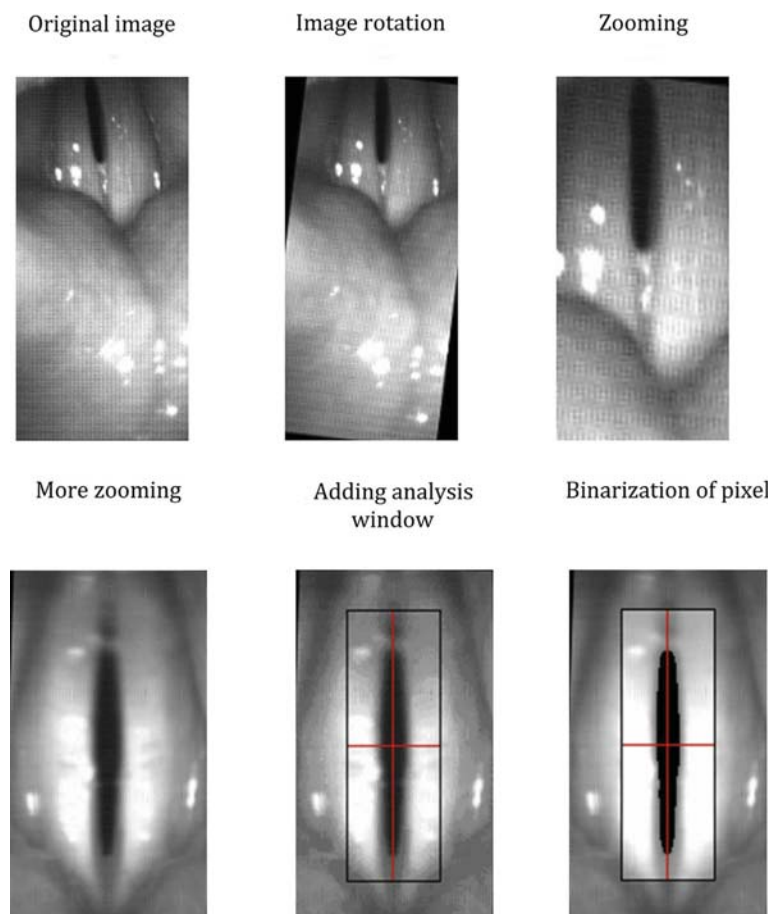 Original image
Image rotation
Zooming
More zooming
Adding analysis
window
Binarization of pixel